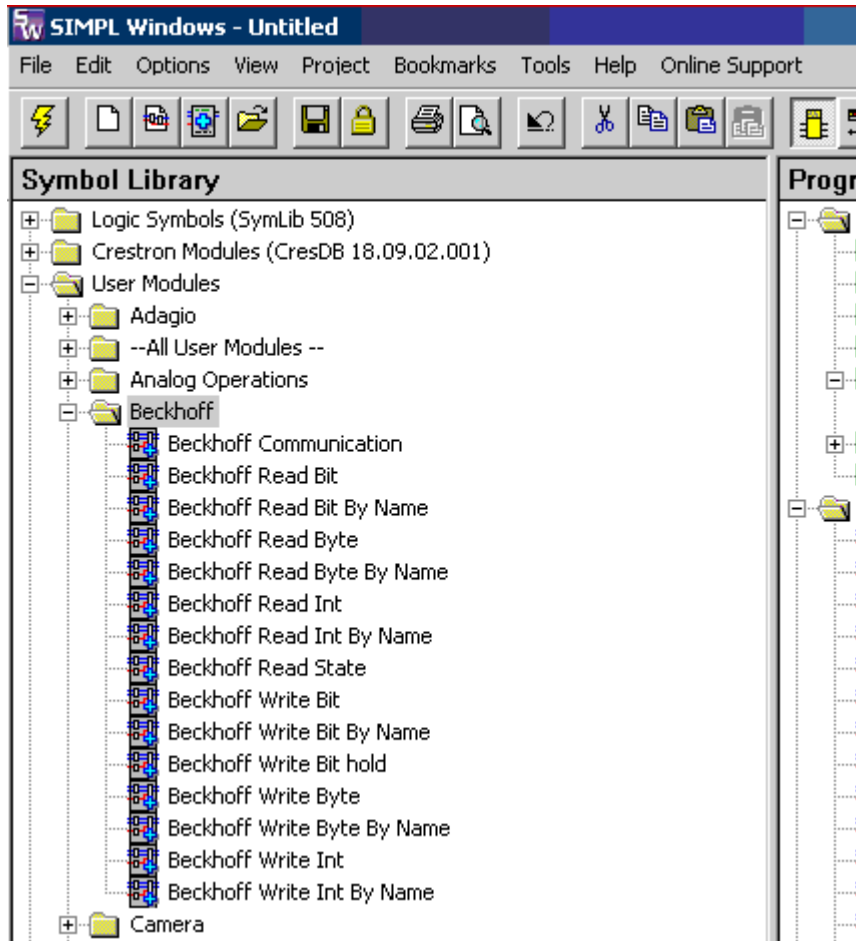 SW SIMPL Windows - Untitled
File Edit Options View Project Bookmarks Tools Help Online Support
Symbol Library
Logic Symbols (SymLib 508)
Crestron Modules (CresDB 18.09.02.001)
User Modules
Adagio
--All User Modules --
Analog Operations
Beckhoff
Beckhoff Communication
Beckhoff Read Bit
Beckhoff Read Bit By Name
Beckhoff Read Byte
Beckhoff Read Byte By Name
Beckhoff Read Int
Beckhoff Read Int By Name
Beckhoff Read State
Beckhoff Write Bit
Beckhoff Write Bit By Name
Beckhoff Write Bit hold
Beckhoff Write Byte
Beckhoff Write Byte By Name
Beckhoff Write Int
Beckhoff Write Int By Name
Camera
Progr